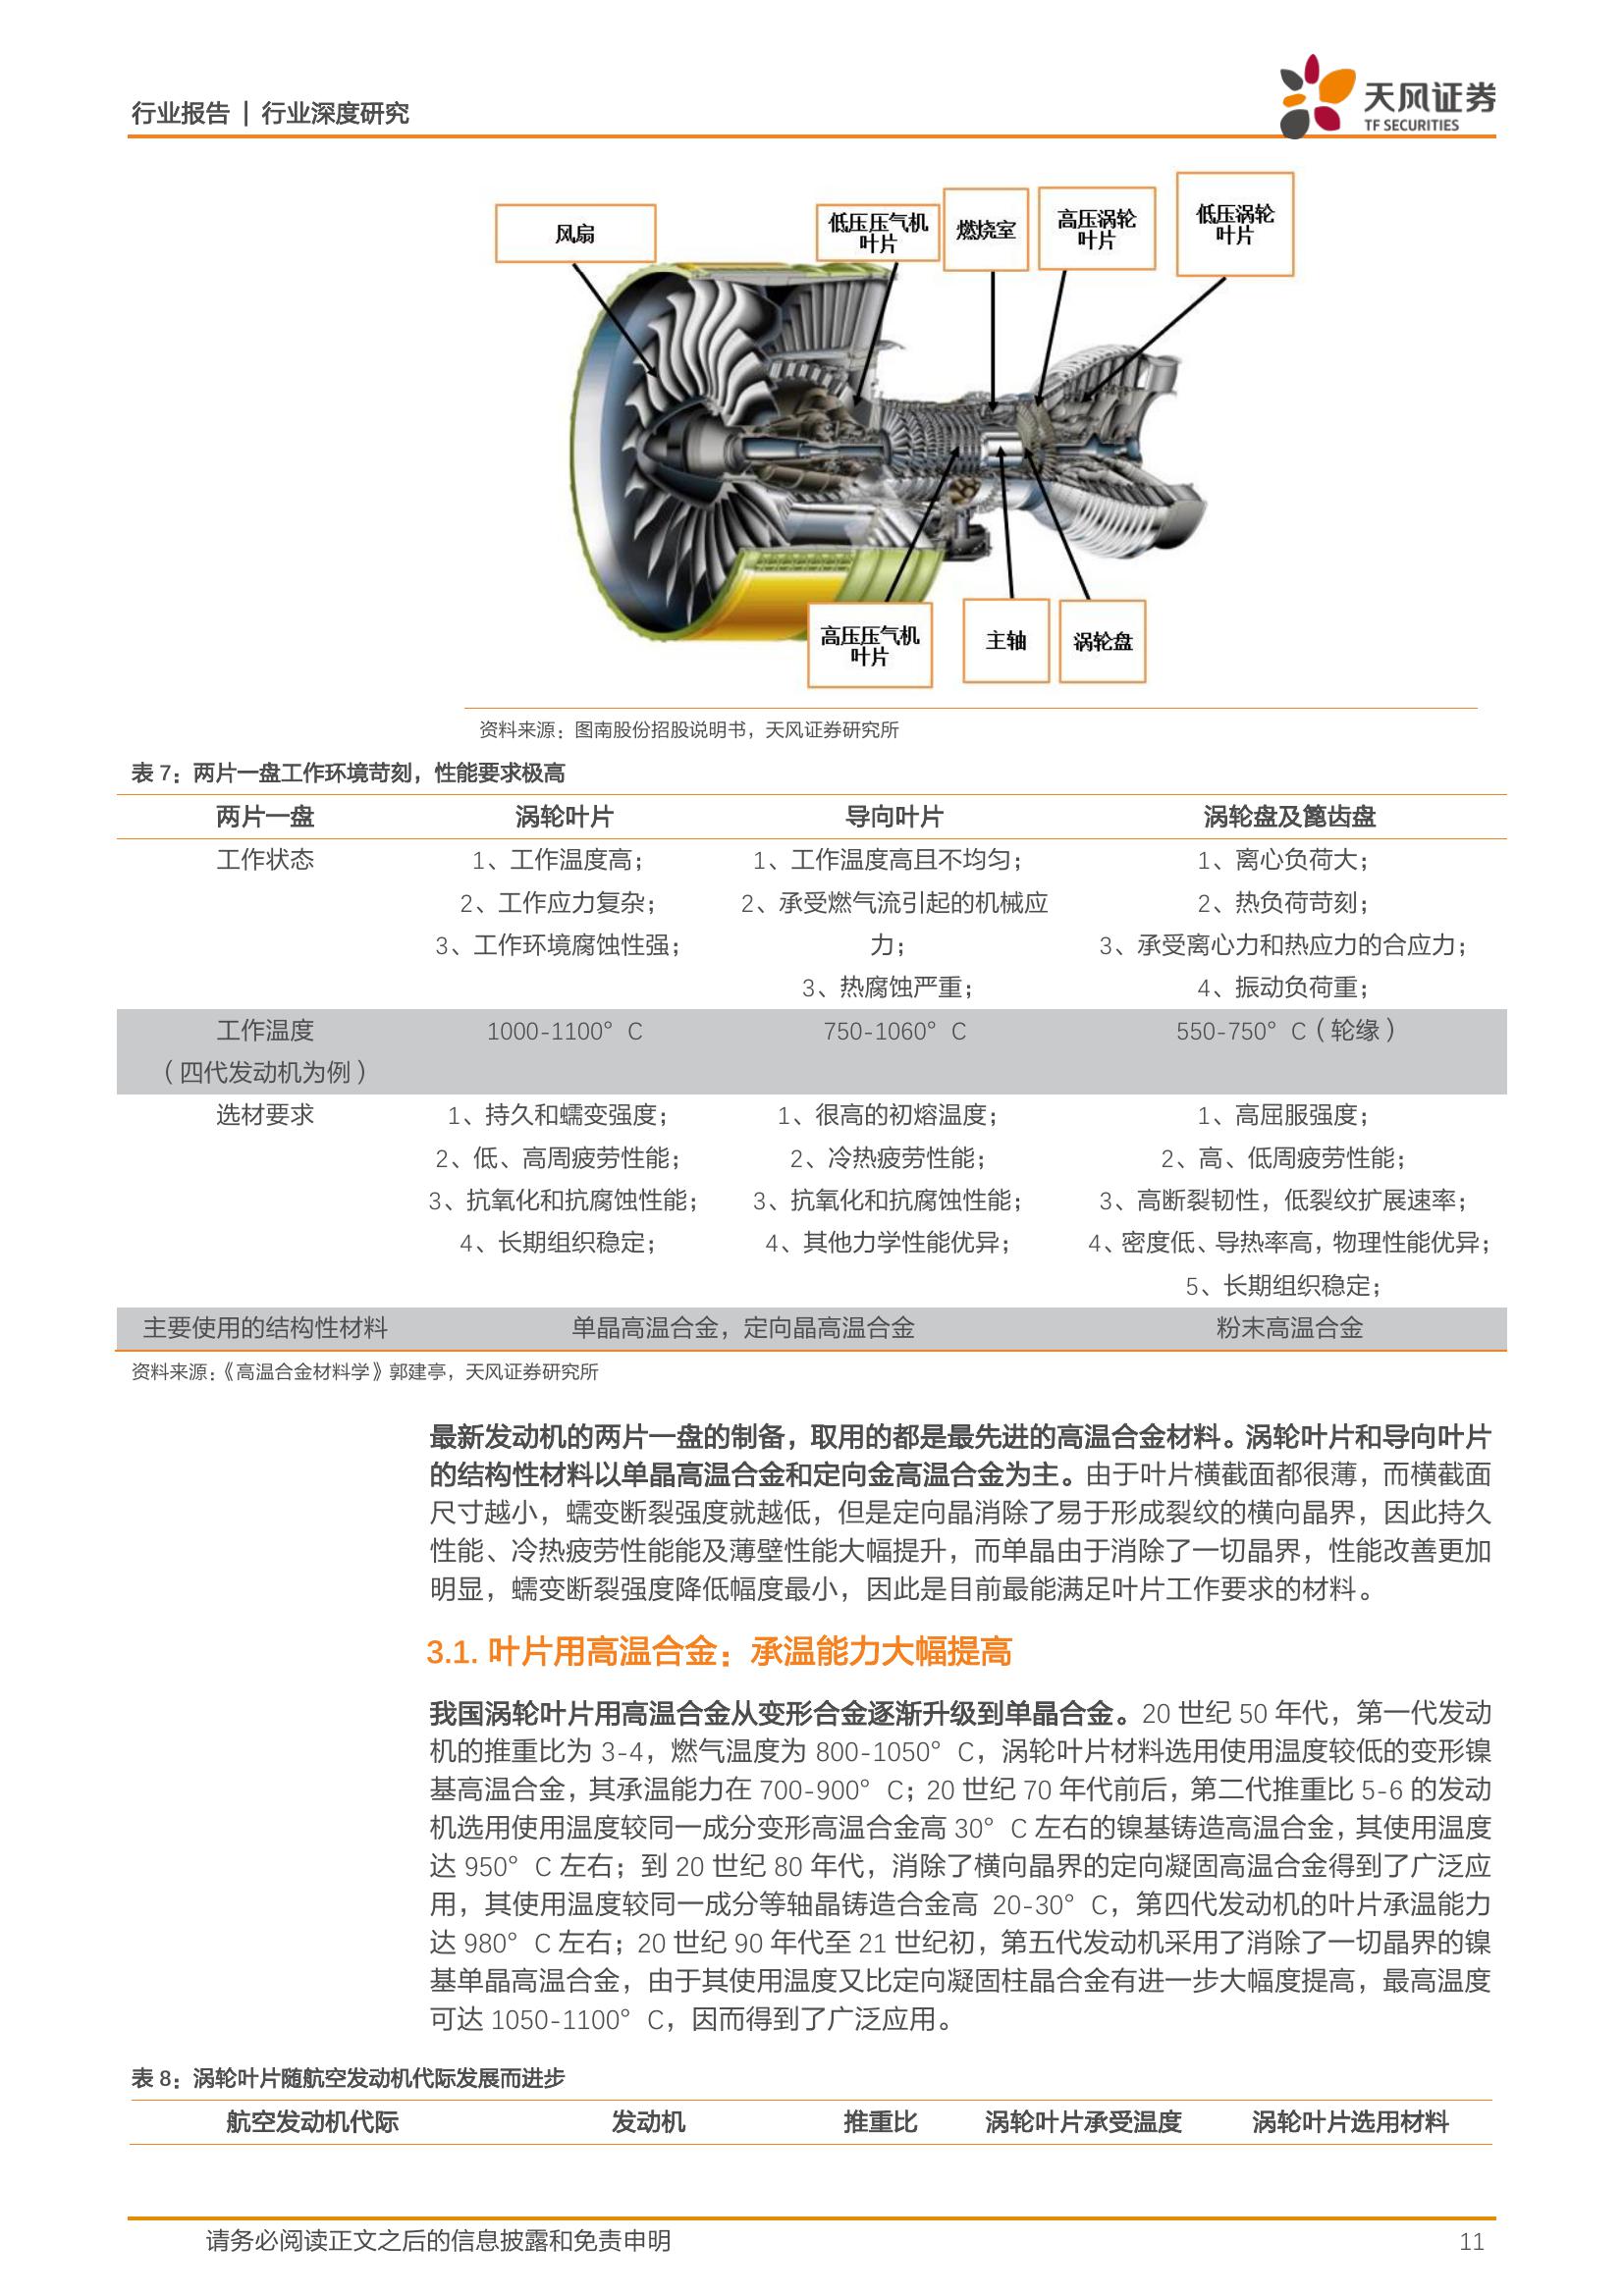 行业报告 | 行业深度研究
天风证券
TF SECURITIES
风扇
低压压气机
叶片
燃烧室
高压涡轮
叶片
低压涡轮
叶片
高压压气机
叶片
主轴
涡轮盘
资料来源：图南股份招股说明书，天风证券研究所
表 7：两片一盘工作环境苛刻，性能要求极高
两片一盘 涡轮叶片 导向叶片 涡轮盘及篦齿盘
工作状态 1、工作温度高； 1、工作温度高且不均匀； 1、离心负荷大；
2、工作应力复杂； 2、承受燃气流引起的机械应 2、热负荷苛刻；
3、工作环境腐蚀性强； 力； 3、承受离心力和热应力的合应力；
3、热腐蚀严重； 4、振动负荷重；
工作温度 1000-1100°C 750-1060°C 550-750°C（轮缘）
（四代发动机为例）
选材要求 1、持久和蠕变强度； 1、很高的初熔温度； 1、高屈服强度；
2、低、高周疲劳性能； 2、冷热疲劳性能； 2、高、低周疲劳性能；
3、抗氧化和抗腐蚀性能； 3、抗氧化和抗腐蚀性能； 3、高断裂韧性，低裂纹扩展速率；
4、长期组织稳定； 4、其他力学性能优异； 4、密度低、导热率高，物理性能优异；
5、长期组织稳定；
主要使用的结构性材料 单晶高温合金，定向晶高温合金 粉末高温合金
资料来源：《高温合金材料学》郭建亭，天风证券研究所
最新发动机的两片一盘的制备，取用的都是最先进的高温合金材料。涡轮叶片和导向叶片
的结构性材料以单晶高温合金和定向金高温合金为主。由于叶片横截面都很薄，而横截面
尺寸越小，蠕变断裂强度就越低，但是定向晶消除了易于形成裂纹的横向晶界，因此持久
性能、冷热疲劳性能能及薄壁性能大幅提升，而单晶由于消除了一切晶界，性能改善更加
明显，蠕变断裂强度降低幅度最小，因此是目前最能满足叶片工作要求的材料。
3.1. 叶片用高温合金：承温能力大幅提高
我国涡轮叶片用高温合金从变形合金逐渐升级到单晶合金。20 世纪 50 年代，第一代发动
机的推重比为 3-4，燃气温度为 800-1050°C，涡轮叶片材料选用使用温度较低的变形镍
基高温合金，其承温能力在 700-900°C；20 世纪 70 年代前后，第二代推重比 5-6 的发动
机选用使用温度较同一成分变形高温合金高 30°C 左右的镍基铸造高温合金，其使用温度
达 950°C 左右；到 20 世纪 80 年代，消除了横向晶界的定向凝固高温合金得到了广泛应
用，其使用温度较同一成分等轴晶铸造合金高 20-30°C，第四代发动机的叶片承温能力
达 980°C 左右；20 世纪 90 年代至 21 世纪初，第五代发动机采用了消除了一切晶界的镍
基单晶高温合金，由于其使用温度又比定向凝固柱晶合金有进一步大幅度提高，最高温度
可达 1050-1100°C，因而得到了广泛应用。
表 8：涡轮叶片随航空发动机代际发展而进步
航空发动机代际 发动机 推重比 涡轮叶片承受温度 涡轮叶片选用材料
请务必阅读正文之后的信息披露和免责申明 11